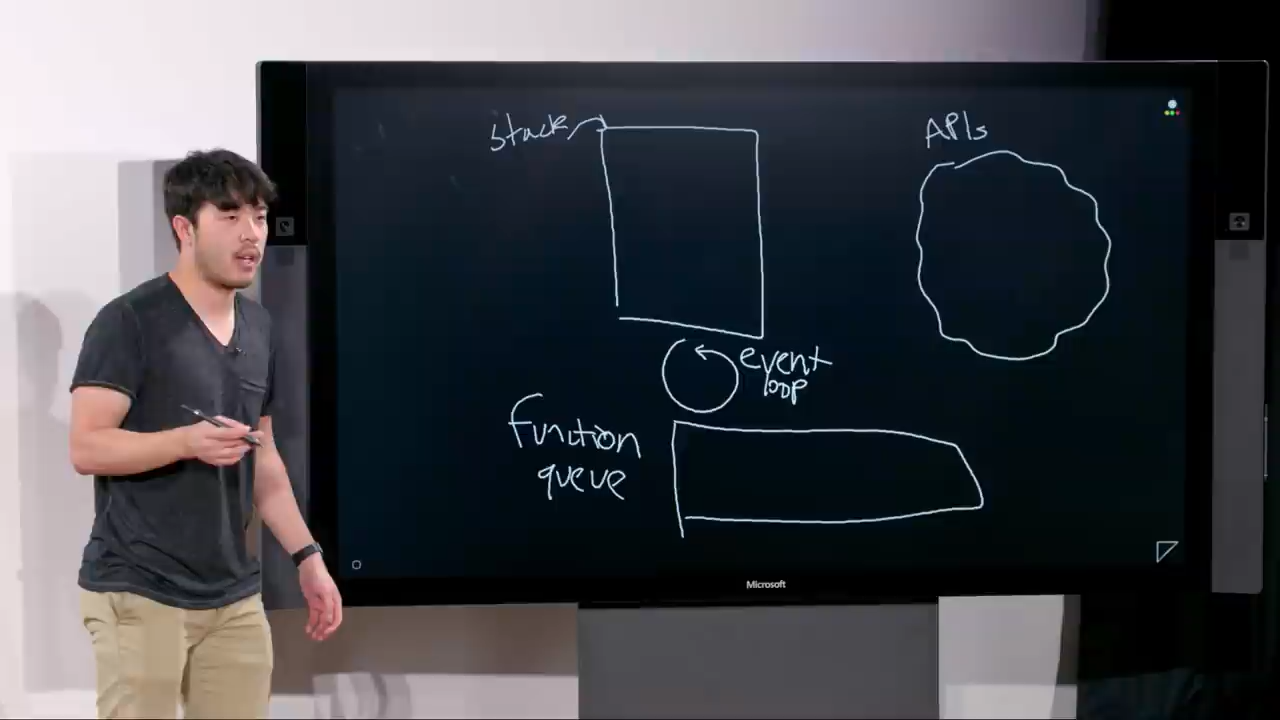 stack
APIs
event
loop
function
queue
Microsoft